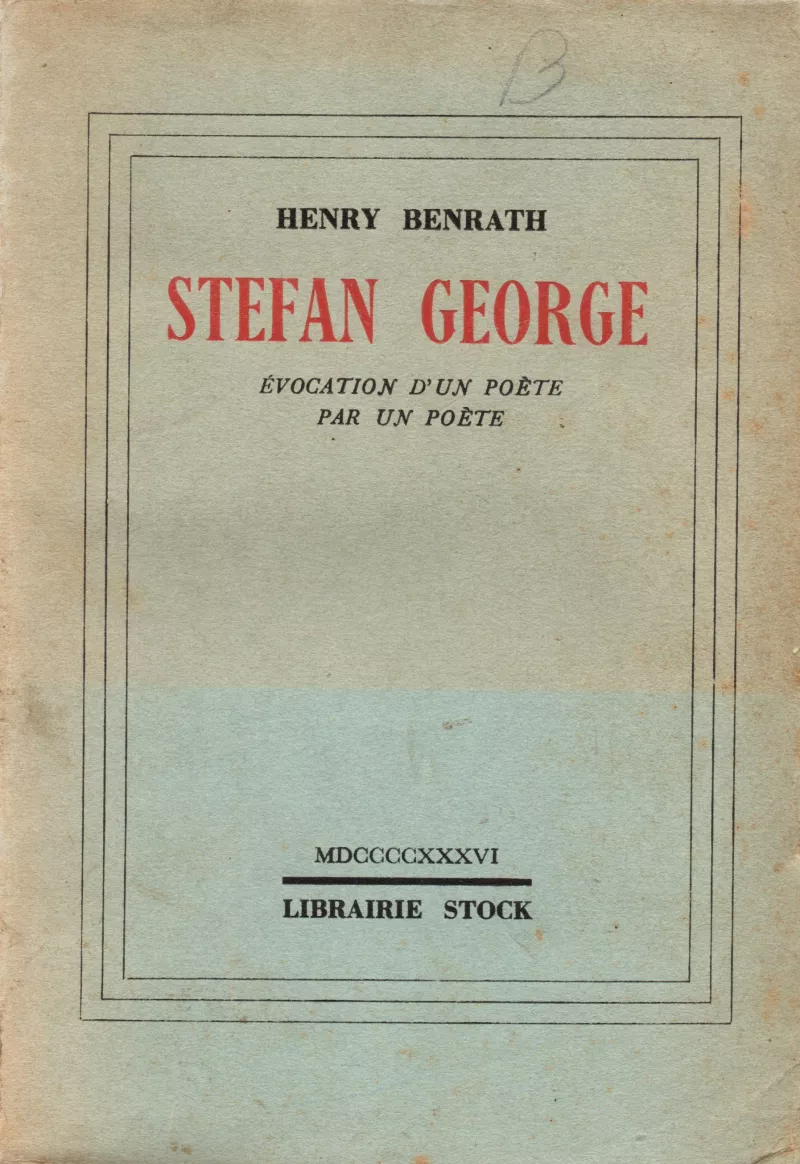 B
HENRY BENRATH
STEFAN GEORGE
ÉVOCATION D'UN POÈTE
PAR UN POÈTE
MDCCCCXXXVI
LIBRAIRIE STOCK